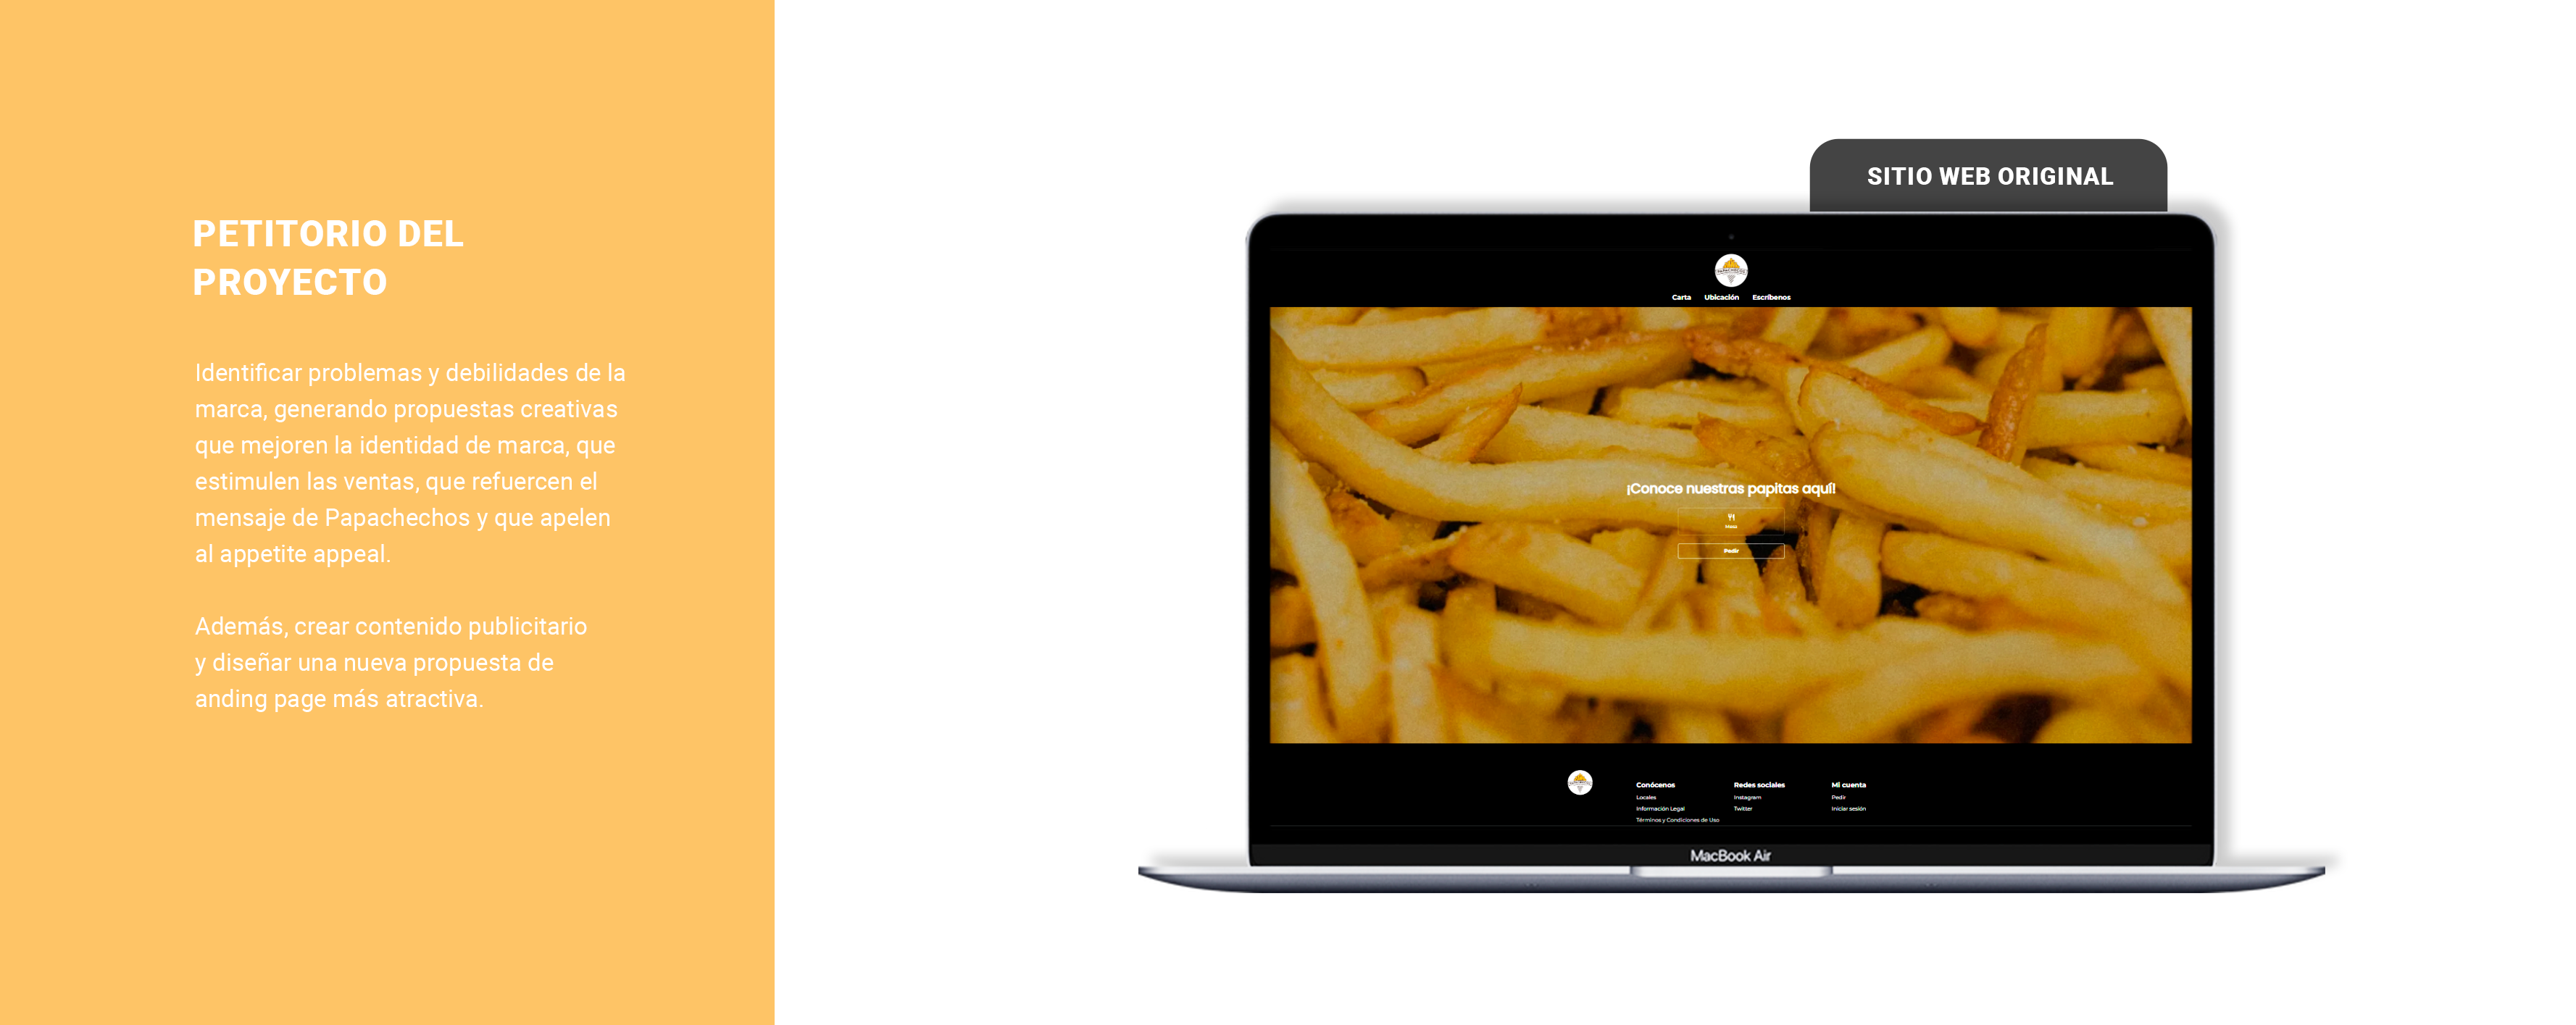 PETITORIO DEL
PROYECTO
Identificar problemas y debilidades de la
marca, generando propuestas creativas
que mejoren la identidad de marca, que
estimulen las ventas, que refuercen el
mensaje de Papachechos y que apelen
al appetite appeal.
Además, crear contenido publicitario
y diseñar una nueva propuesta de
anding page más atractiva.
SITIO WEB ORIGINAL
Carta Ubicación Escríbenos
¡Conoce nuestras papitas aquí!
Mesa
Pedir
Conócenos Redes sociales Mi cuenta
Locales Instagram Pedir
Información Legal Twitter Iniciar sesión
Términos y Condiciones de Uso
MacBook Air